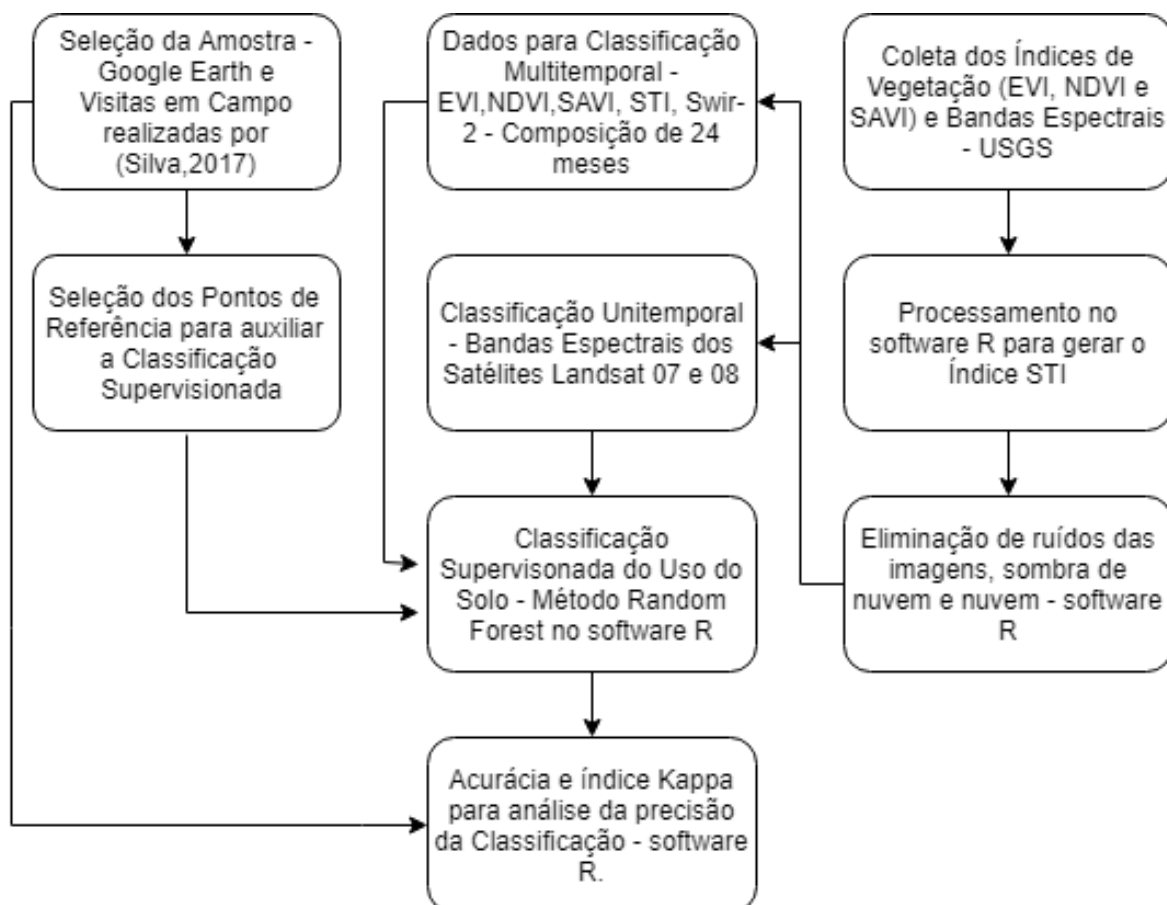 Seleção da Amostra -
Google Earth e
Visitas em Campo
realizadas por
(Silva,2017)
Dados para Classificação
Multitemporal -
EVI,NDVI,SAVI, STI, Swir-
2 - Composição de 24
meses
Coleta dos Índices de
Vegetação (EVI, NDVI e
SAVI) e Bandas Espectrais
- USGS
Seleção dos Pontos de
Referência para auxiliar
a Classificação
Supervisionada
Classificação Unitemporal
- Bandas Espectrais dos
Satélites Landsat 07 e 08
Processamento no
software R para gerar o
Índice STI
Classificação
Supervisonada do Uso do
Solo - Método Random
Forest no software R
Eliminação de ruídos das
imagens, sombra de
nuvem e nuvem - software
R
Acurácia e índice Kappa
para análise da precisão
da Classificação - software
R.